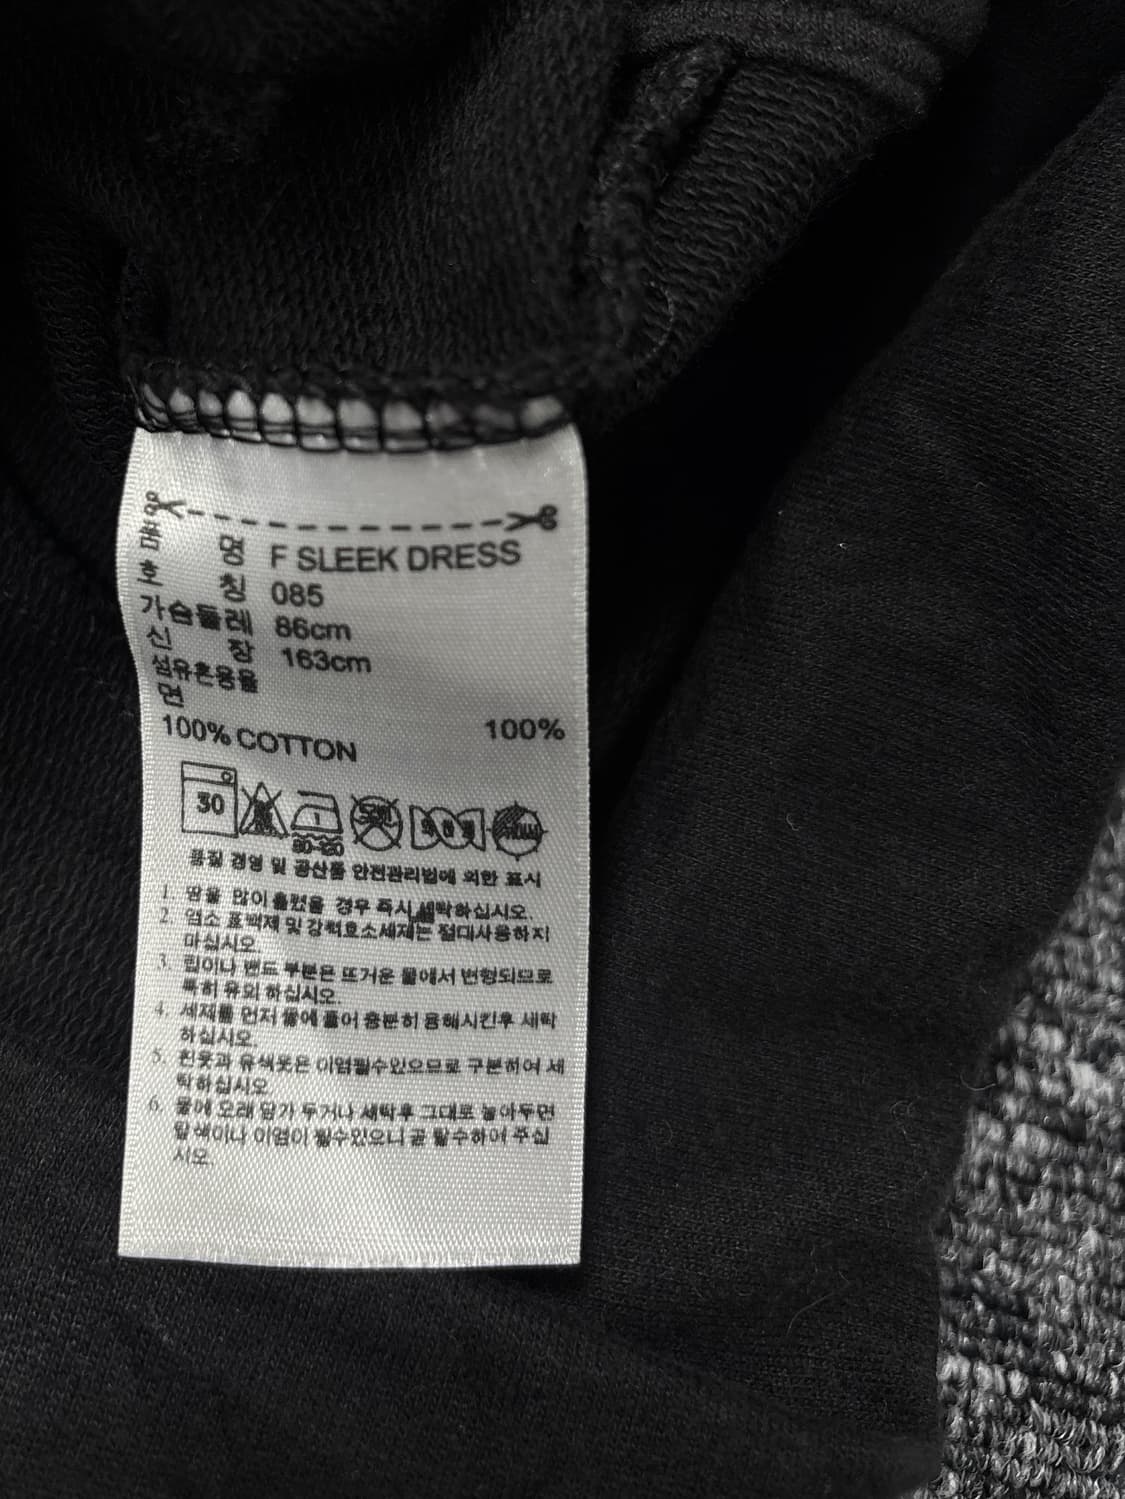 F SLEEK DRESS
호 칭 085
가슴둘레 86cm
신 장 163cm
섬유혼용율
면
100%
100% COTTON
30
80-120
품질 경영 및 공산품 안전관리법에 의한 표시
1. 땀을 많이 흘렸을 경우 즉시 세탁하십시오.
2. 염소 표백제 및 강력효소세제는 절대사용하지
마십시오.
3. 립이나 밴드 부분은 뜨거운 물에서 변형되므로
특히 유의 하십시오.
4. 세제를 먼저 물에 풀어 충분히 용해시킨후 세탁
하십시오.
5. 흰옷과 유색옷은 이염될수있으므로 구분하여 세
탁하십시오
6. 물에 오래 담가 두거나 세탁후 그대로 놓아두면
탈색이나 이염이 될수있으니 곧 탈수하여 주십
시오.